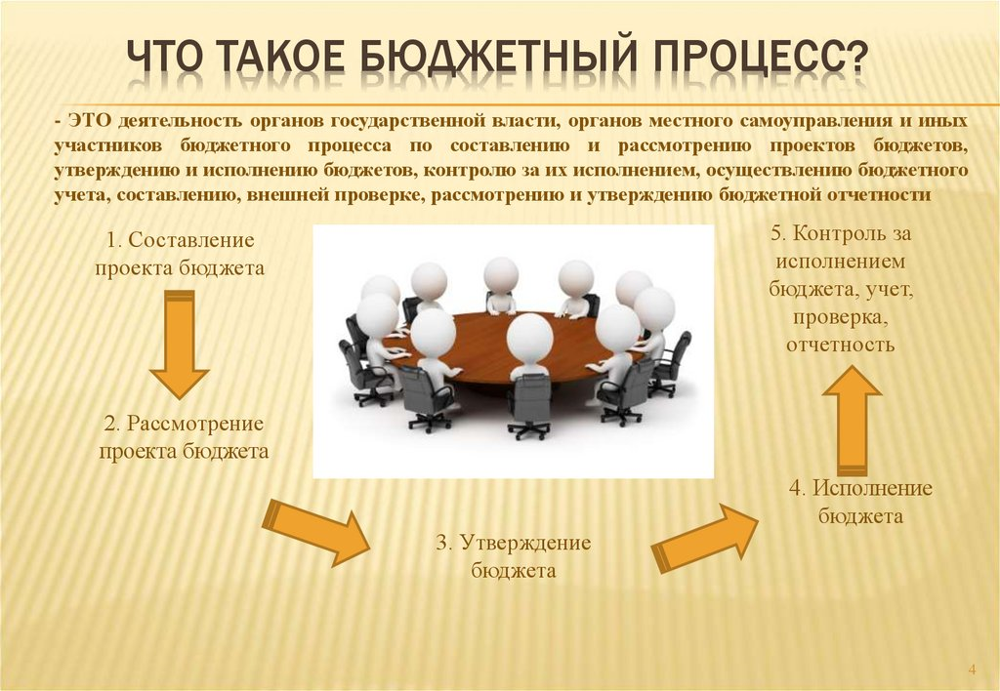 ЧТО ТАКОЕ БЮДЖЕТНЫЙ ПРОЦЕСС?
- ЭТО деятельность органов государственной власти, органов местного самоуправления и иных
участников бюджетного процесса по составлению и рассмотрению проектов бюджетов,
утверждению и исполнению бюджетов, контролю за их исполнением, осуществлению бюджетного
учета, составлению, внешней проверке, рассмотрению и утверждению бюджетной отчетности
1. Составление
проекта бюджета
2. Рассмотрение
проекта бюджета
3. Утверждение
бюджета
4. Исполнение
бюджета
5. Контроль за
исполнением
бюджета, учет,
проверка,
отчетность
4